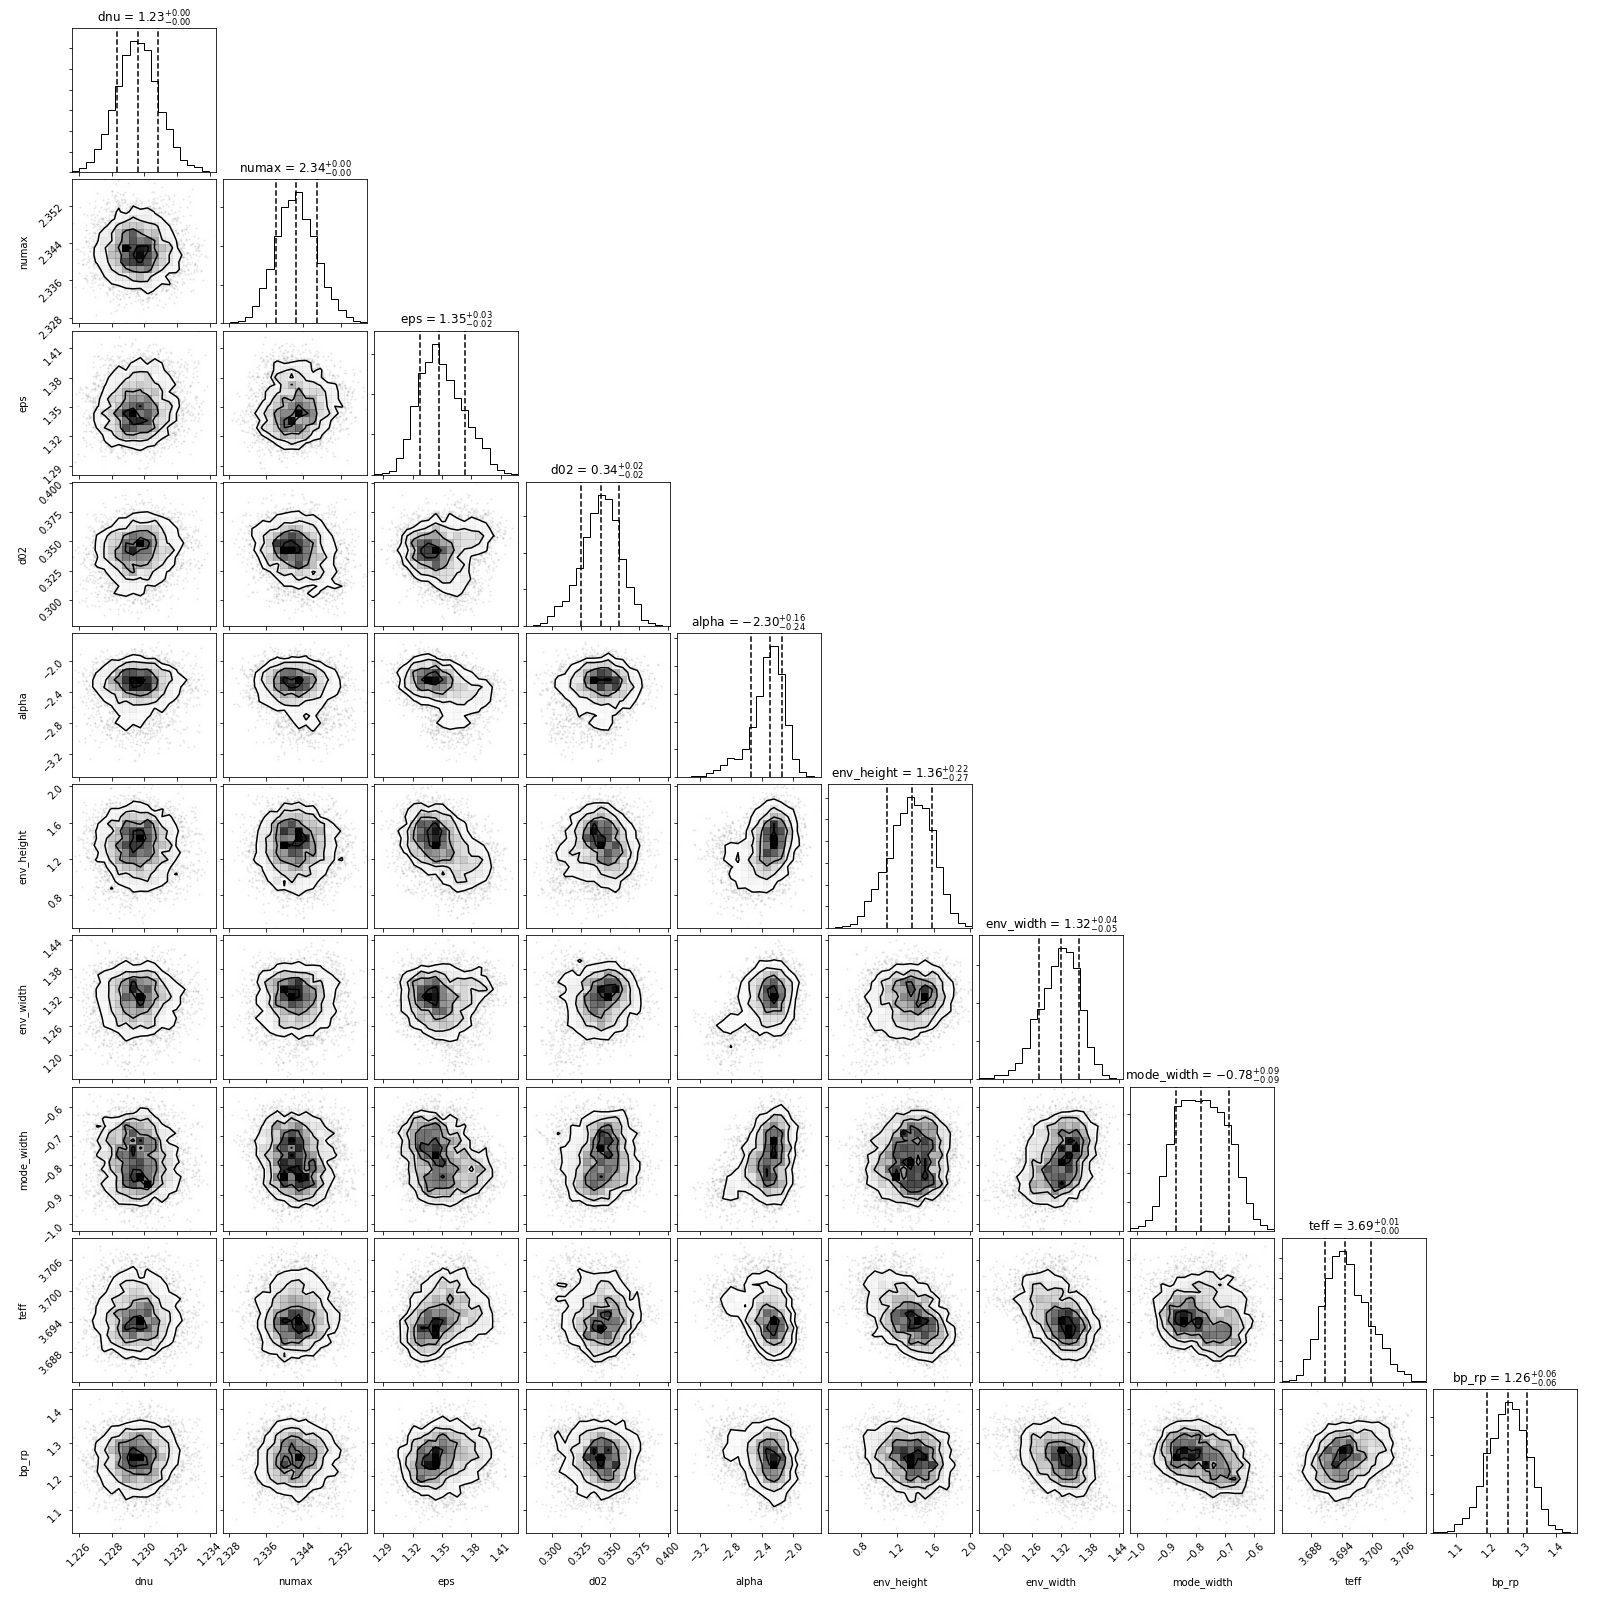 dnu = 1.23+0.00 −0.00
numax = 2.34+0.00 −0.00
2.352
2.344
2.336
2.328
numax
eps = 1.35+0.03 −0.02
1.41
1.38
1.35
1.32
1.29
eps
d02 = 0.34+0.02 −0.02
0.400
0.375
0.350
0.325
0.300
d02
alpha = −2.30+0.16 −0.24
−2.0
−2.4
−2.8
−3.2
alpha
env_height = 1.36+0.22 −0.27
2.0
1.6
1.2
0.8
env_height
env_width = 1.32+0.04 −0.05
1.44
1.38
1.32
1.26
1.20
env_width
mode_width = −0.78+0.09 −0.09
−0.6
−0.7
−0.8
−0.9
−1.0
mode_width
teff = 3.69+0.01 −0.00
3.706
3.700
3.694
3.688
teff
bp_rp = 1.26+0.06 −0.06
1.4
1.3
1.2
1.1
bp_rp
1.226 1.228 1.230 1.232 1.234 2.328 2.336 2.344 2.352 1.29 1.32 1.35 1.38 1.41 0.300 0.325 0.350 0.375 0.400 −3.2 −2.8 −2.4 −2.0 0.8 1.2 1.6 2.0 1.20 1.26 1.32 1.38 1.44 −1.0 −0.9 −0.8 −0.7 −0.6 3.688 3.694 3.700 3.706 1.1 1.2 1.3 1.4
dnu numax eps d02 alpha env_height env_width mode_width teff bp_rp